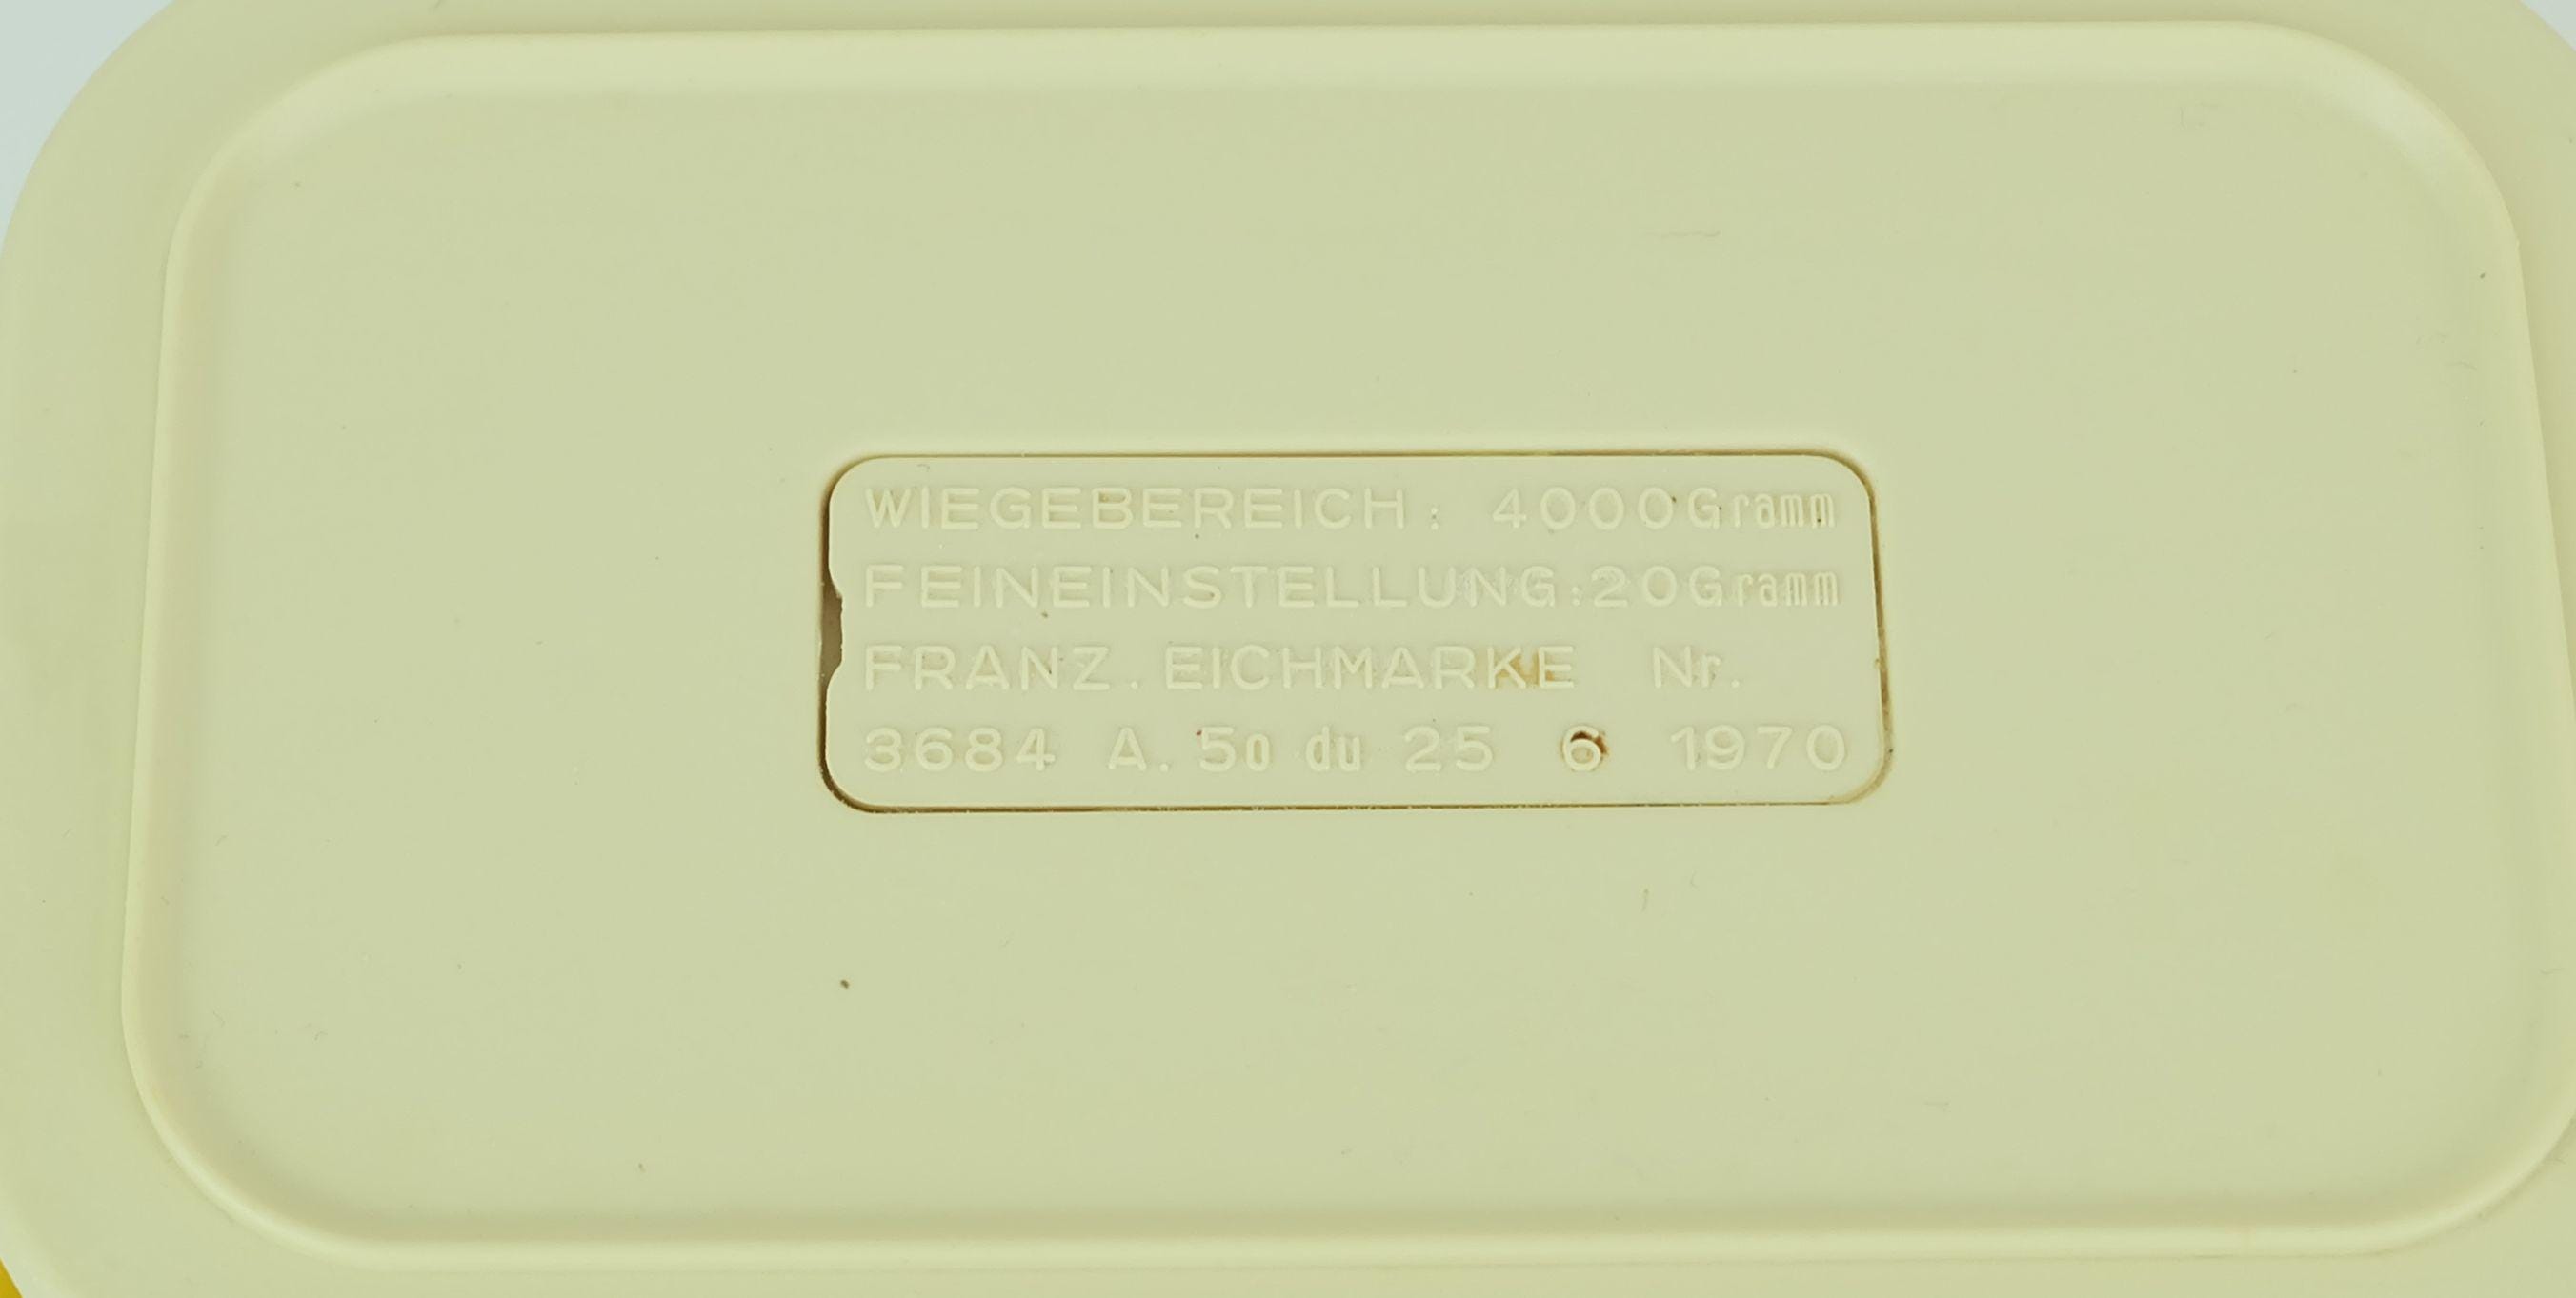 WIEGEBEREICH: 4000Gramm
FEINEINSTELLUNG:20Gramm
FRANZ. EICHMARKE Nr.
3684 A. 50 du 25 6 1970